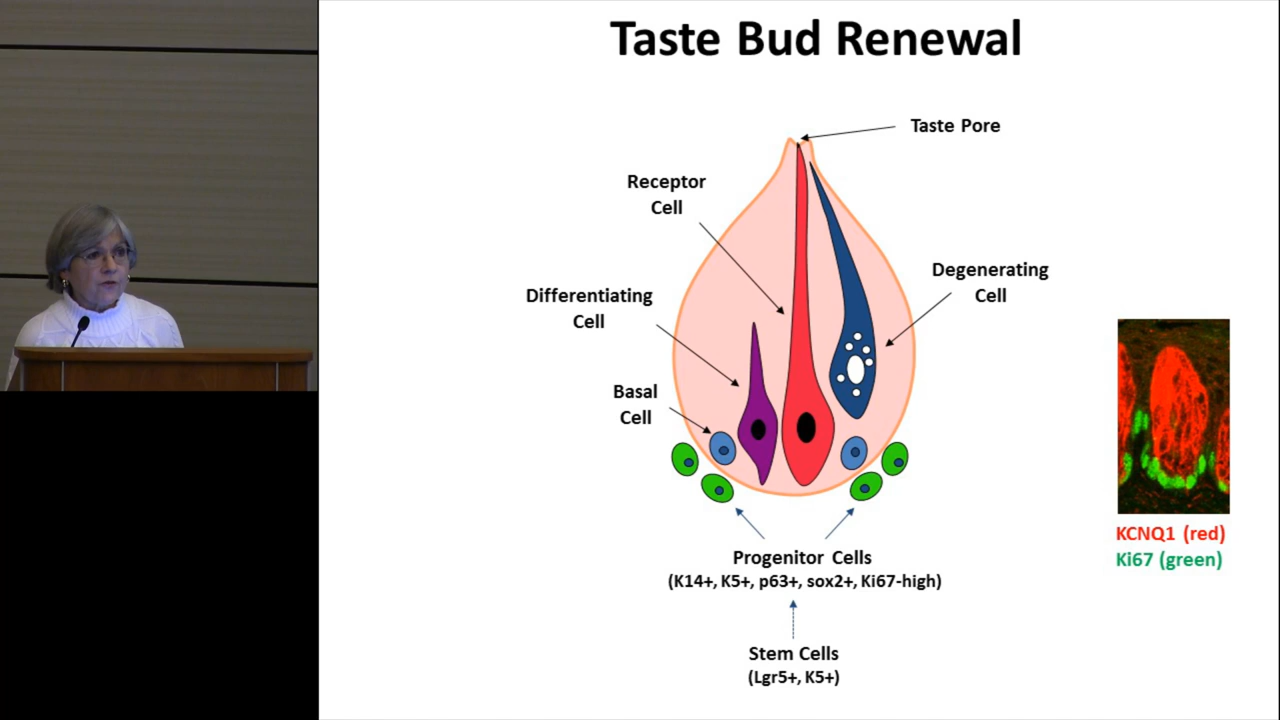 Taste Bud Renewal
Taste Pore
Receptor
Cell
Degenerating
Cell
Differentiating
Cell
Basal
Cell
KCNQ1 (red)
Ki67 (green)
Progenitor Cells
(K14+, K5+, p63+, sox2+, Ki67-high)
Stem Cells
(Lgr5+, K5+)